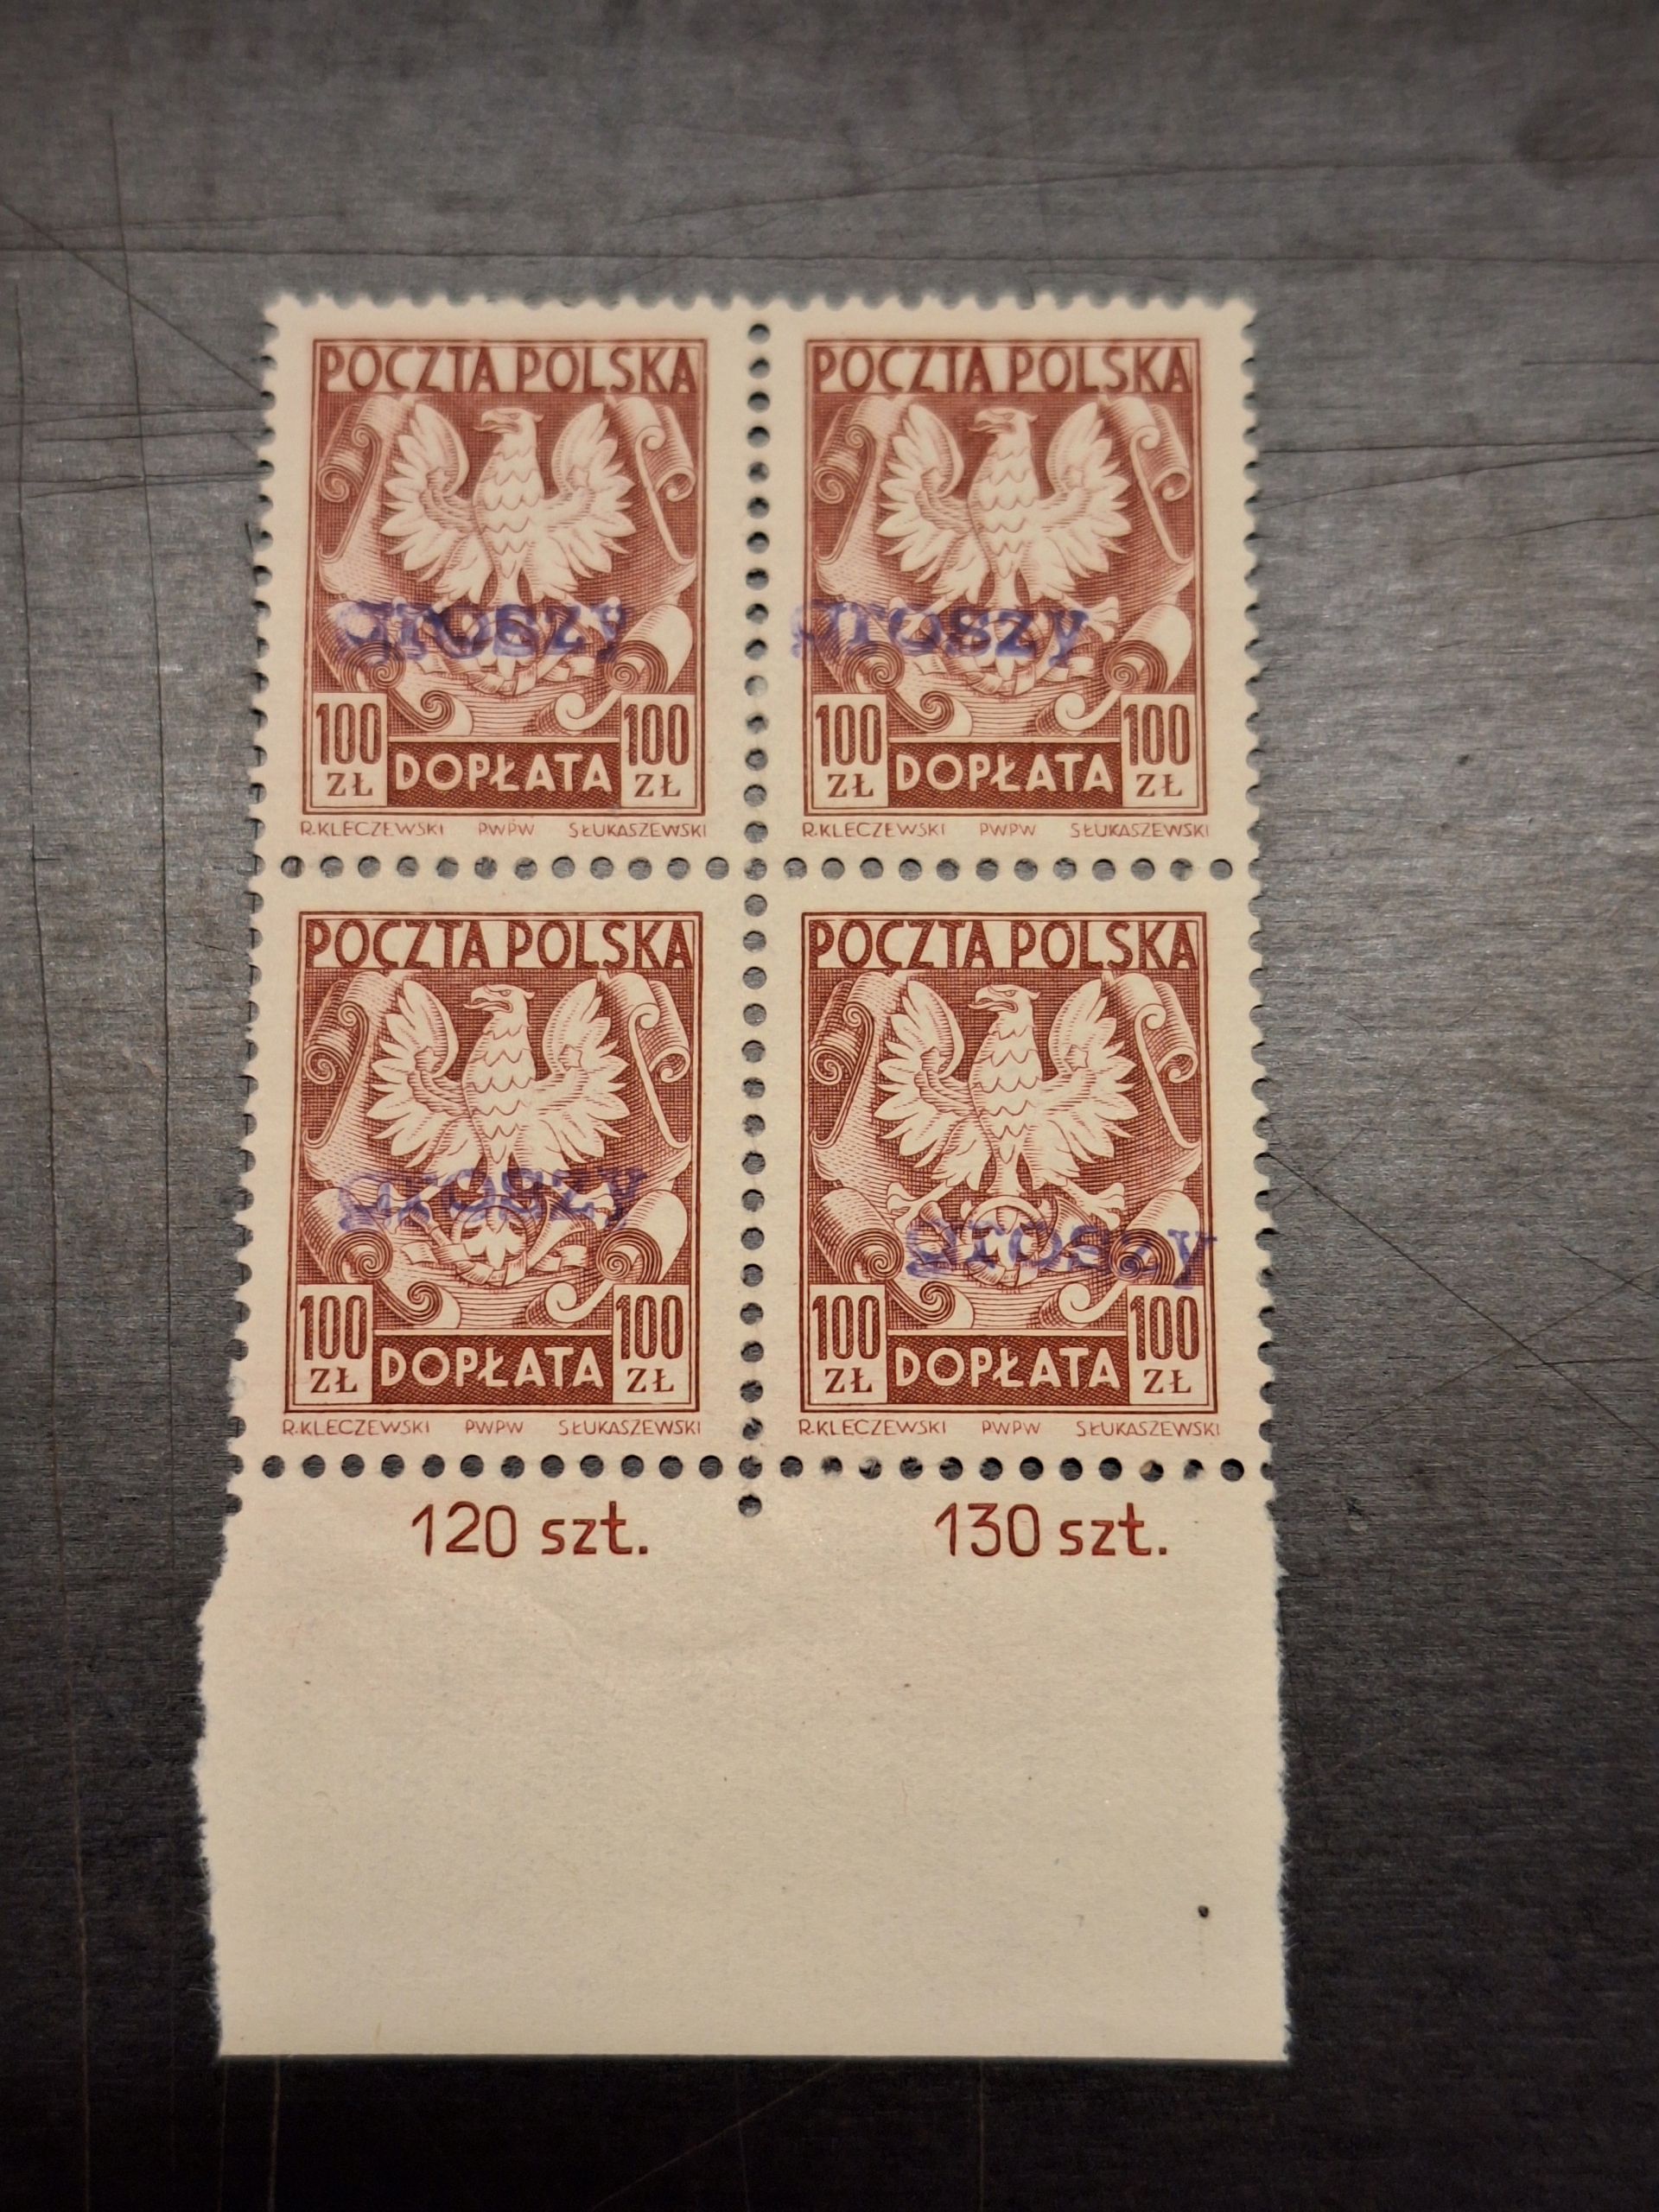 POCZTA POLSKA POCZTA POLSKA
groszy groszy
100 ZŁ DOPŁATA 100 ZŁ 100 ZŁ DOPŁATA 100 ZŁ
R.KLECZEWSKI PWPW S.ŁUKASZEWSKI R.KLECZEWSKI PWPW S.ŁUKASZEWSKI
POCZTA POLSKA POCZTA POLSKA
groszy groszy
100 ZŁ DOPŁATA 100 ZŁ 100 ZŁ DOPŁATA 100 ZŁ
R.KLECZEWSKI PWPW S.ŁUKASZEWSKI R.KLECZEWSKI PWPW S.ŁUKASZEWSKI
120 szt. 130 szt.